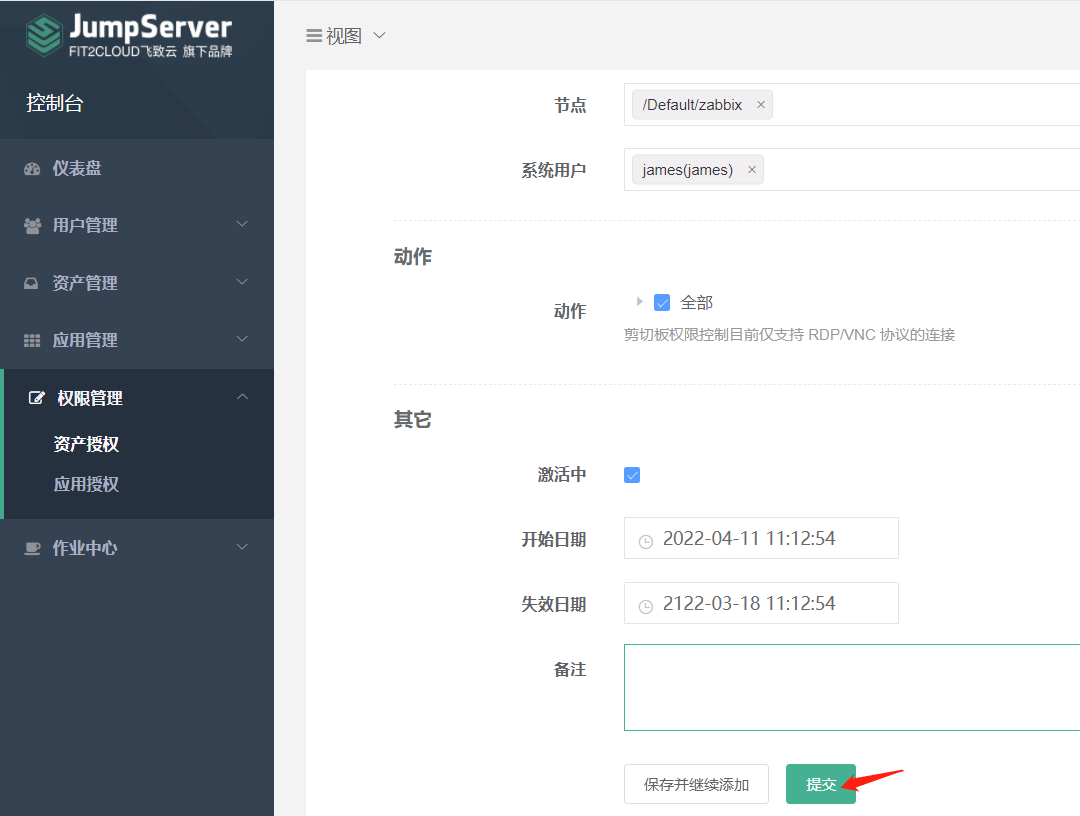 JumpServer
FIT2CLOUD飞致云 旗下品牌
控制台
仪表盘
用户管理
资产管理
应用管理
权限管理
资产授权
应用授权
作业中心
视图
节点
/Default/zabbix ×
系统用户
james(james) ×
动作
动作
全部
剪切板权限控制目前仅支持 RDP/VNC 协议的连接
其它
激活中
开始日期
2022-04-11 11:12:54
失效日期
2122-03-18 11:12:54
备注
保存并继续添加
提交